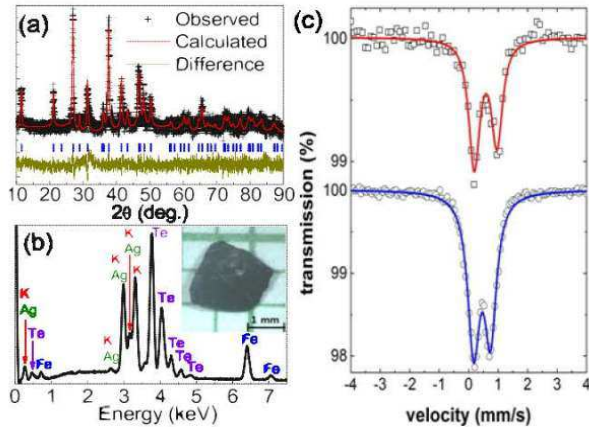 (a)
Observed
Calculated
Difference
10 20 30 40 50 60 70 80 90
2θ (deg.)
(b)
K
Ag
Te
Fe
K
Ag
K
Ag
K
Te
Te
Te
Te
Te
Fe
Fe
1 mm
0 1 2 3 4 5 6 7
Energy (keV)
(c)
100
99
100
99
98
transmission (%)
-4 -3 -2 -1 0 1 2 3 4
velocity (mm/s)